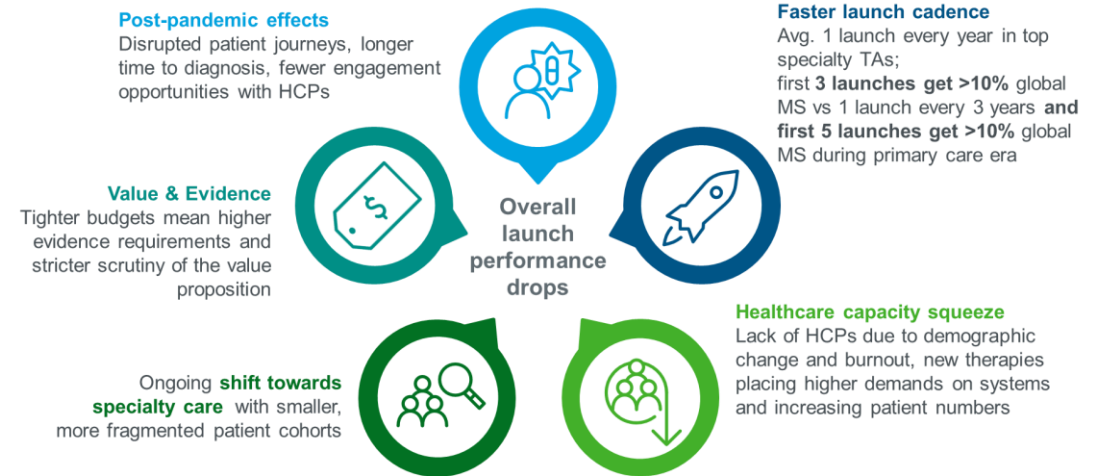 Post-pandemic effects
Disrupted patient journeys, longer
time to diagnosis, fewer engagement
opportunities with HCPs
Faster launch cadence
Avg. 1 launch every year in top
specialty TAs;
first 3 launches get >10% global
MS vs 1 launch every 3 years and
first 5 launches get >10% global
MS during primary care era
Value & Evidence
Tighter budgets mean higher
evidence requirements and
stricter scrutiny of the value
proposition
$
Overall
launch
performance
drops
Ongoing shift towards
specialty care with smaller,
more fragmented patient cohorts
Healthcare capacity squeeze
Lack of HCPs due to demographic
change and burnout, new therapies
placing higher demands on systems
and increasing patient numbers